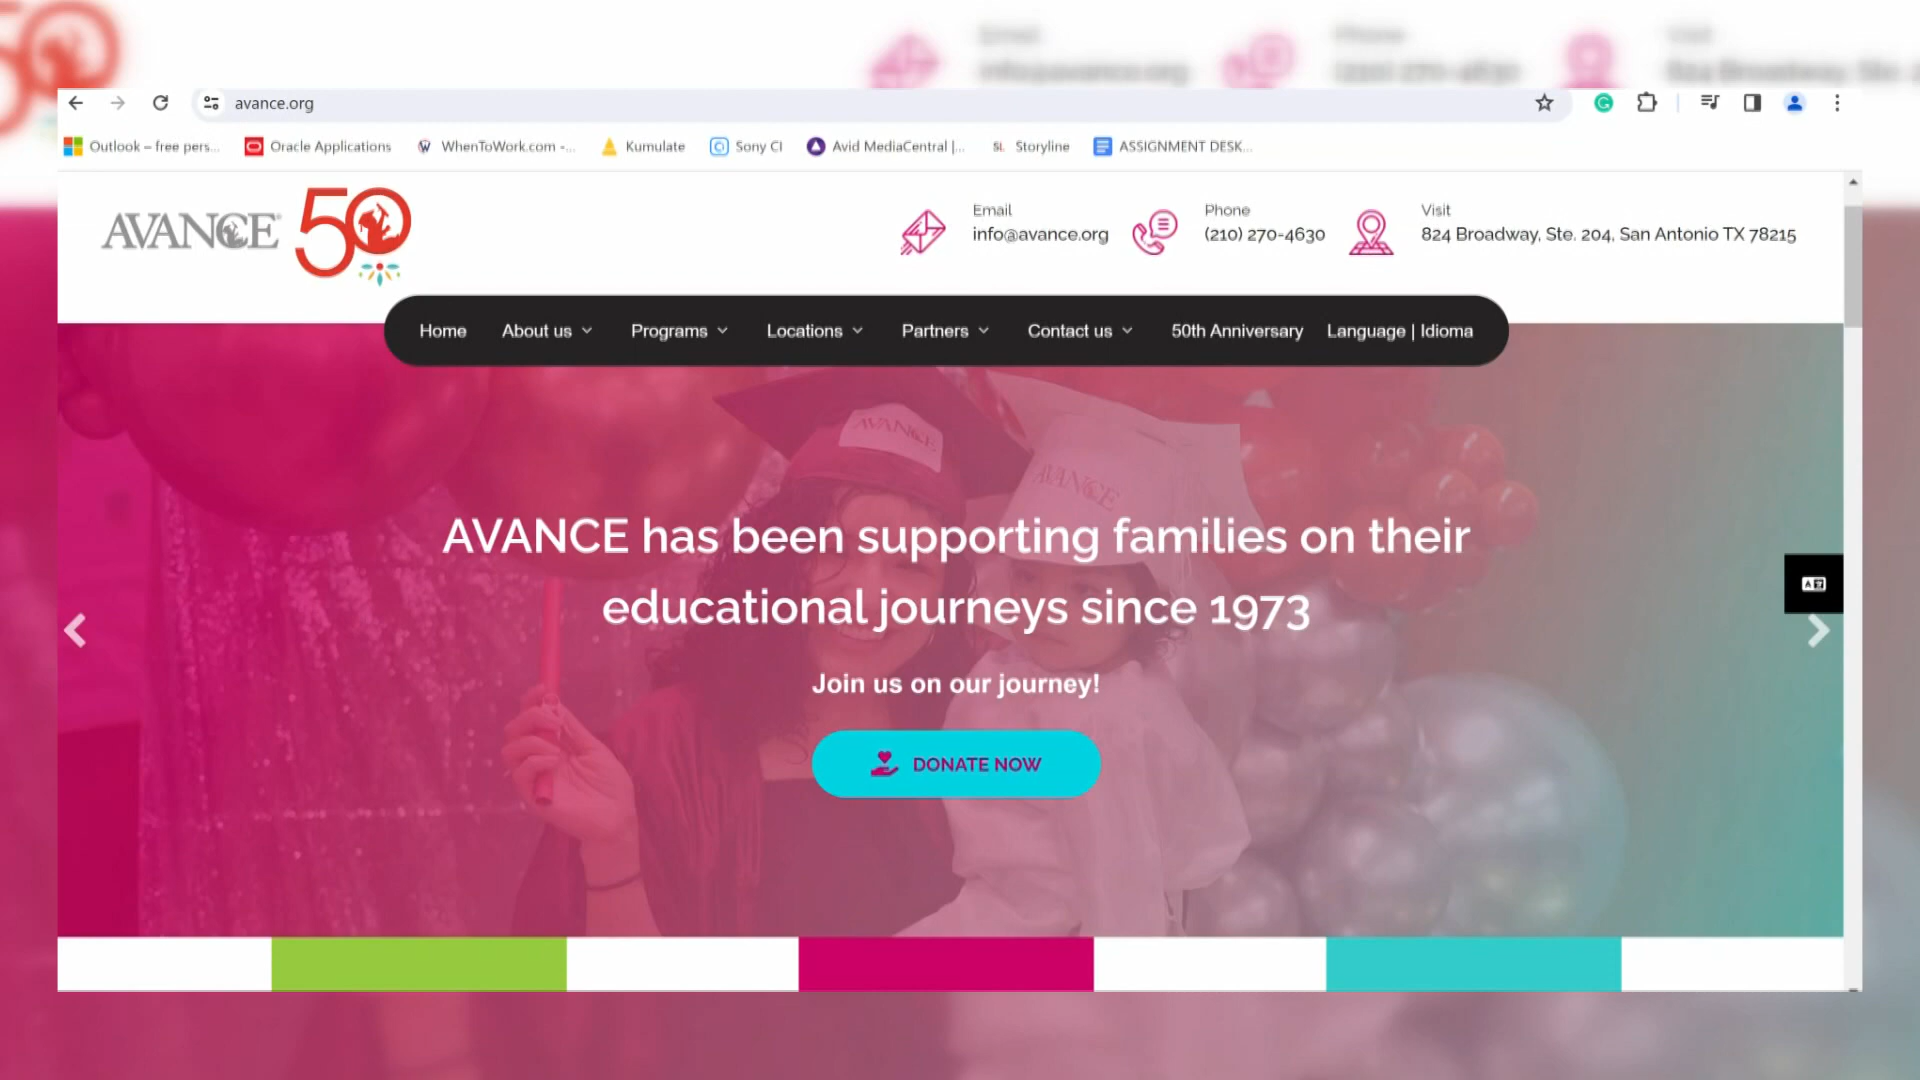 avance.org
Outlook – free pers...
Oracle Applications
WhenToWork.com -...
Kumulate
Sony CI
Avid MediaCentral |...
SL Storyline
ASSIGNMENT DESK...
AVANCE 50
Email
info@avance.org
Phone
(210) 270-4630
Visit
824 Broadway, Ste. 204, San Antonio TX 78215
Home
About us
Programs
Locations
Partners
Contact us
50th Anniversary
Language | Idioma
AVANCE
AVANCE
AVANCE has been supporting families on their
educational journeys since 1973
Join us on our journey!
DONATE NOW